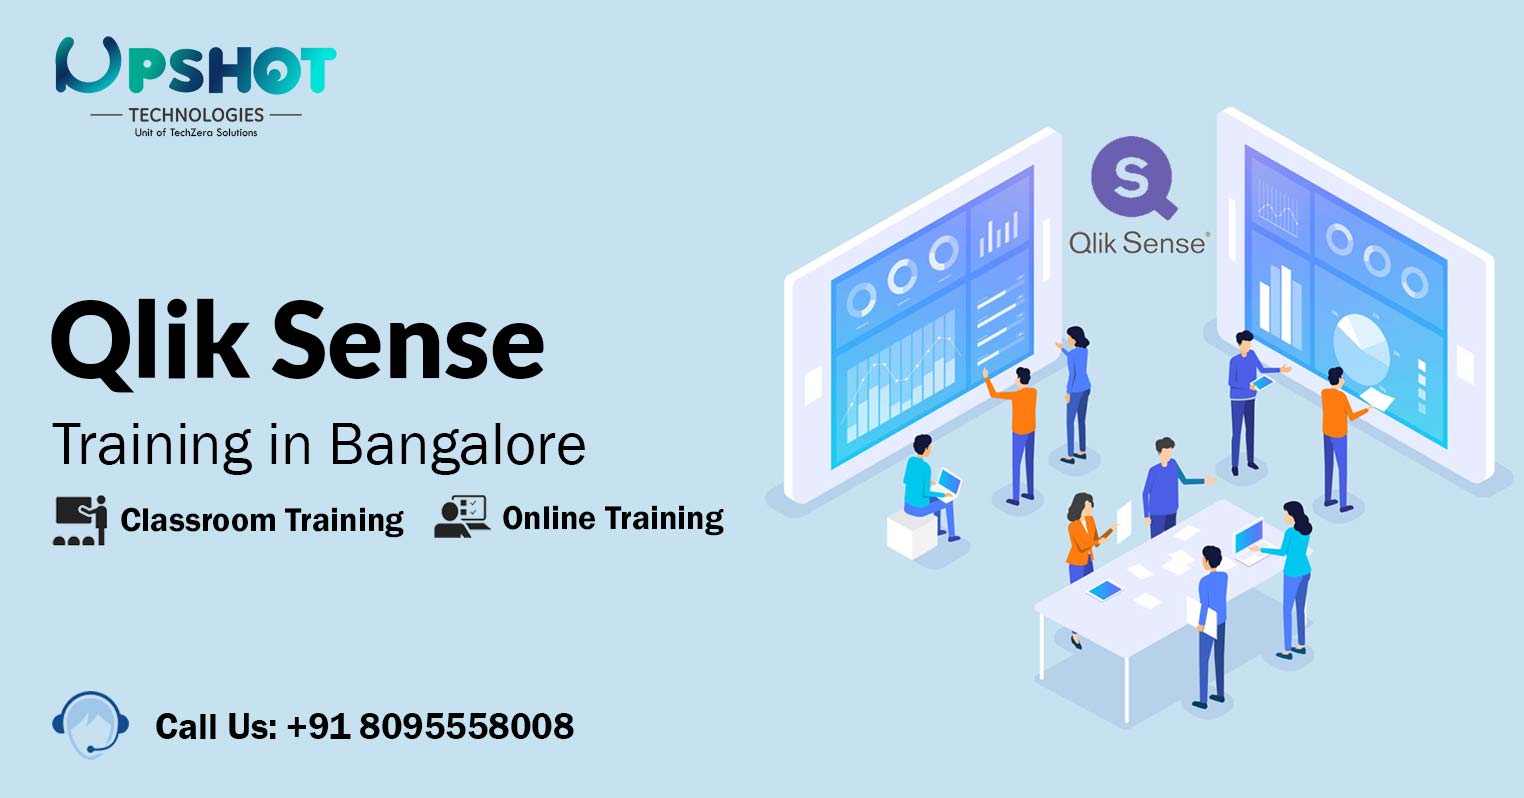 UPSHOT
TECHNOLOGIES
Unit of TechZera Solutions
S
Qlik Sense®
Qlik Sense
Training in Bangalore
Classroom Training
Online Training
Call Us: +91 8095558008